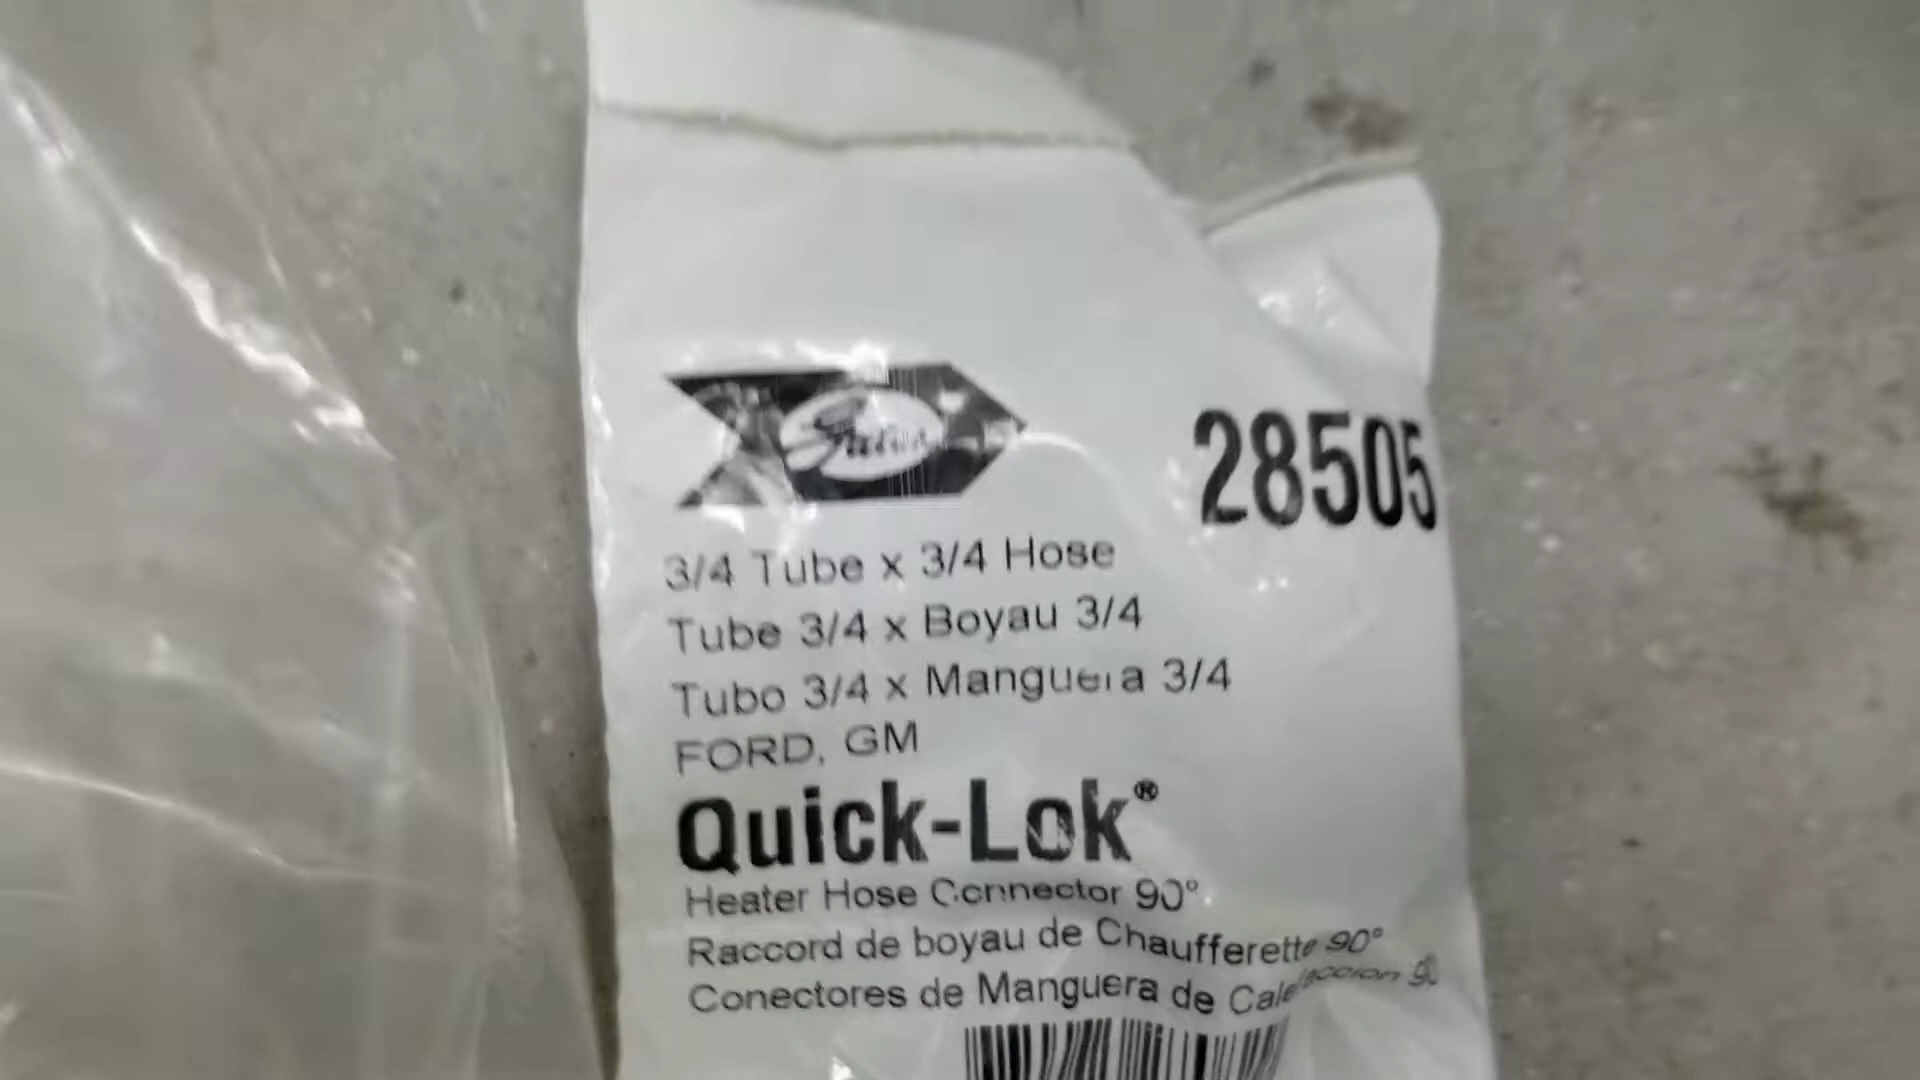 Gates
28505
3/4 Tube x 3/4 Hose
Tube 3/4 x Boyau 3/4
Tubo 3/4 x Manguera 3/4
FORD, GM
Quick-Lok®
Heater Hose Connector 90°
Raccord de boyau de Chaufferette 90°
Conectores de Manguera de Calefaccion